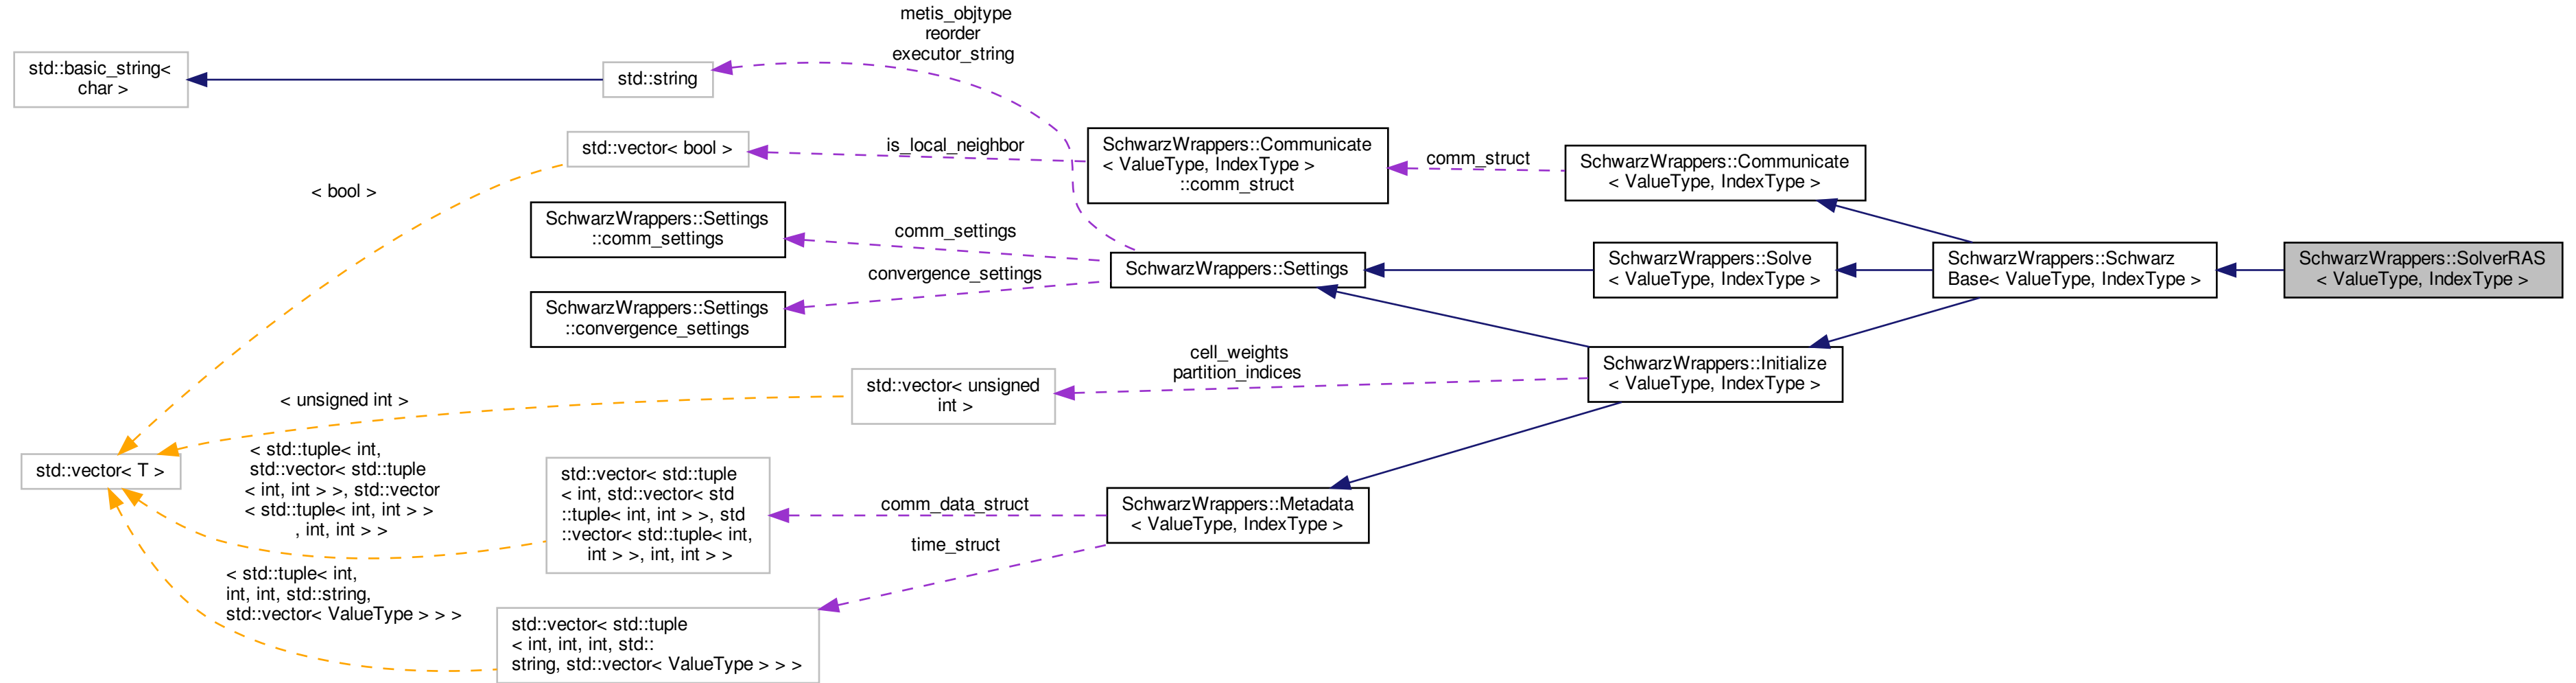 metis_objtype
reorder
executor_string
std::basic_string<
char >
std::string
std::vector< bool >
is_local_neighbor
SchwarzWrappers::Communicate
< ValueType, IndexType >
::comm_struct
comm_struct
SchwarzWrappers::Communicate
< ValueType, IndexType >
< bool >
SchwarzWrappers::Settings
::comm_settings
comm_settings
convergence_settings
SchwarzWrappers::Settings
::convergence_settings
SchwarzWrappers::Settings
SchwarzWrappers::Solve
< ValueType, IndexType >
SchwarzWrappers::Schwarz
Base< ValueType, IndexType >
SchwarzWrappers::SolverRAS
< ValueType, IndexType >
cell_weights
partition_indices
SchwarzWrappers::Initialize
< ValueType, IndexType >
std::vector< unsigned
int >
< unsigned int >
std::vector< T >
< std::tuple< int,
std::vector< std::tuple
< int, int > >, std::vector
< std::tuple< int, int > >
, int, int > >
std::vector< std::tuple
< int, std::vector< std
::tuple< int, int > >, std
::vector< std::tuple< int,
int > >, int, int > >
comm_data_struct
SchwarzWrappers::Metadata
< ValueType, IndexType >
time_struct
< std::tuple< int,
int, int, std::string,
std::vector< ValueType > > >
std::vector< std::tuple
< int, int, int, std::
string, std::vector< ValueType > > >